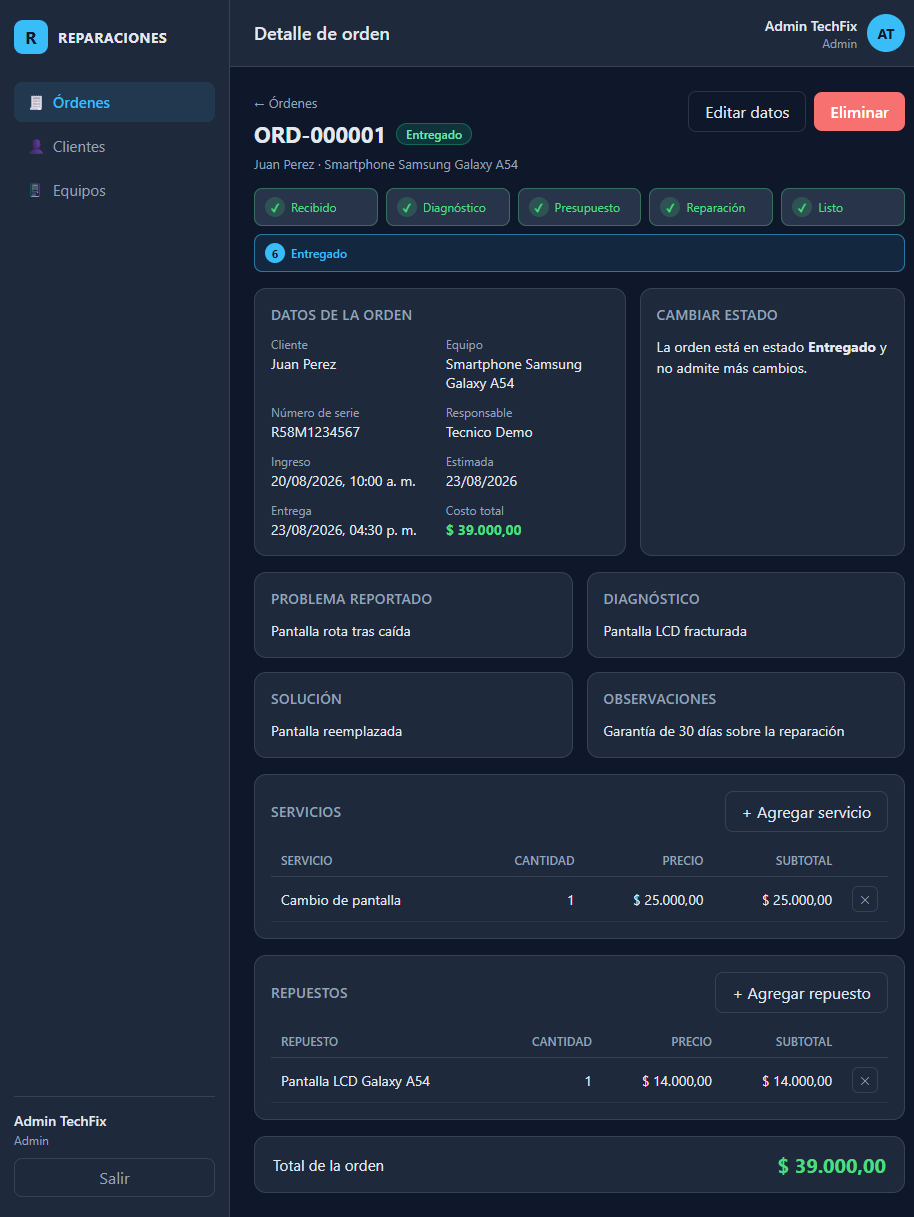 R REPARACIONES
Órdenes
Clientes
Equipos
Admin TechFix
Admin
Salir
Detalle de orden
Admin TechFix
Admin
AT
← Órdenes
Editar datos
Eliminar
ORD-000001 Entregado
Juan Perez · Smartphone Samsung Galaxy A54
✓ Recibido ✓ Diagnóstico ✓ Presupuesto ✓ Reparación ✓ Listo
6 Entregado
DATOS DE LA ORDEN
Cliente
Juan Perez
Equipo
Smartphone Samsung
Galaxy A54
Número de serie
R58M1234567
Responsable
Tecnico Demo
Ingreso
20/08/2026, 10:00 a. m.
Estimada
23/08/2026
Entrega
23/08/2026, 04:30 p. m.
Costo total
$ 39.000,00
CAMBIAR ESTADO
La orden está en estado Entregado y
no admite más cambios.
PROBLEMA REPORTADO
Pantalla rota tras caída
DIAGNÓSTICO
Pantalla LCD fracturada
SOLUCIÓN
Pantalla reemplazada
OBSERVACIONES
Garantía de 30 días sobre la reparación
SERVICIOS
+ Agregar servicio
SERVICIO CANTIDAD PRECIO SUBTOTAL
Cambio de pantalla 1 $ 25.000,00 $ 25.000,00 ×
REPUESTOS
+ Agregar repuesto
REPUESTO CANTIDAD PRECIO SUBTOTAL
Pantalla LCD Galaxy A54 1 $ 14.000,00 $ 14.000,00 ×
Total de la orden $ 39.000,00